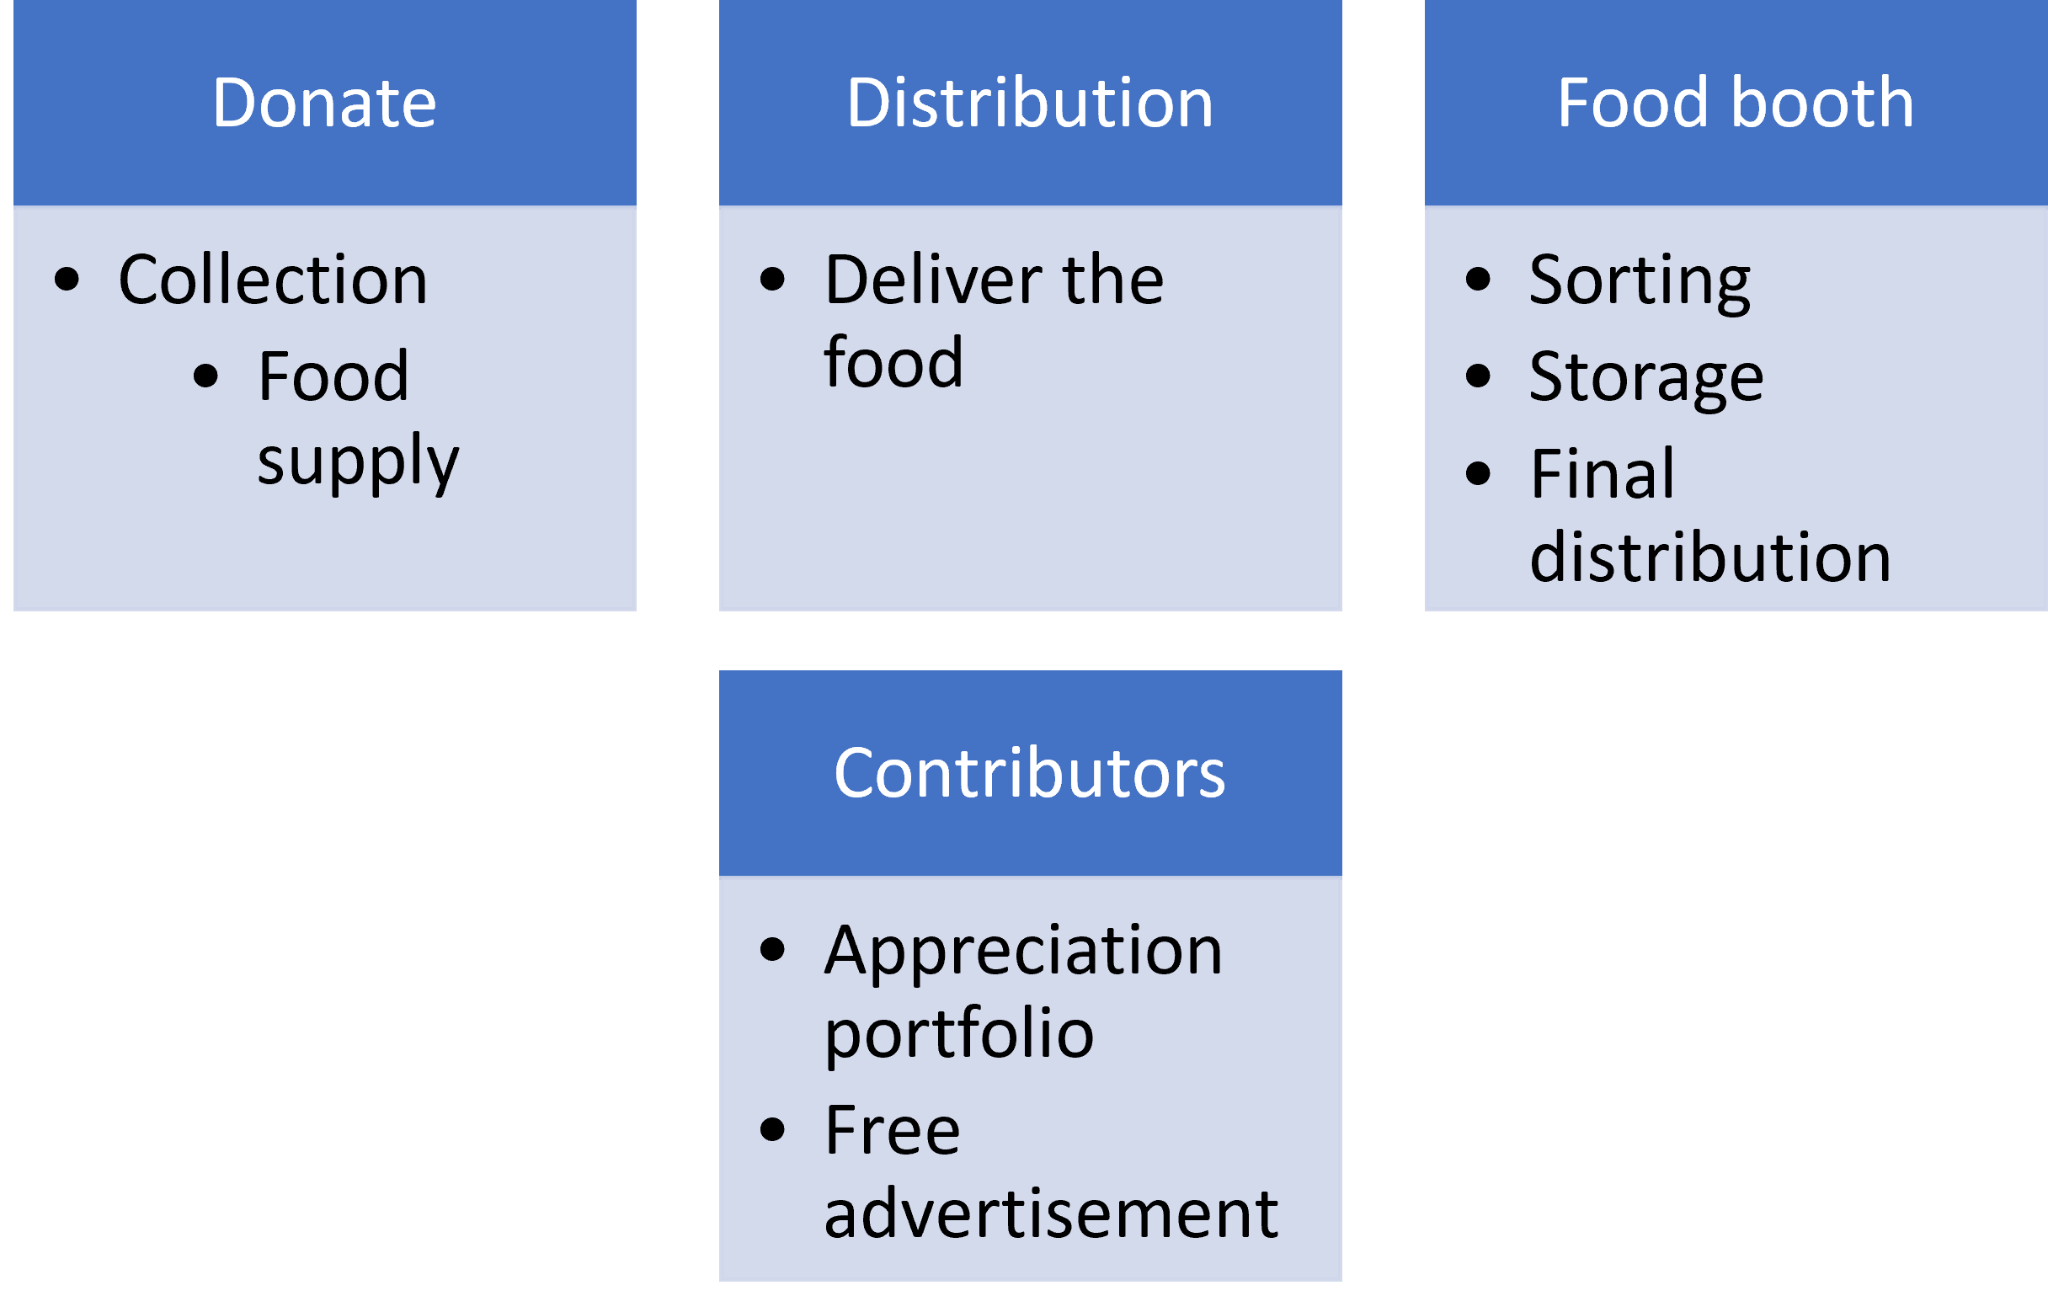 Donate
• Collection
• Food
supply
Distribution
• Deliver the
food
Food booth
• Sorting
• Storage
• Final
distribution
Contributors
• Appreciation
portfolio
• Free
advertisement